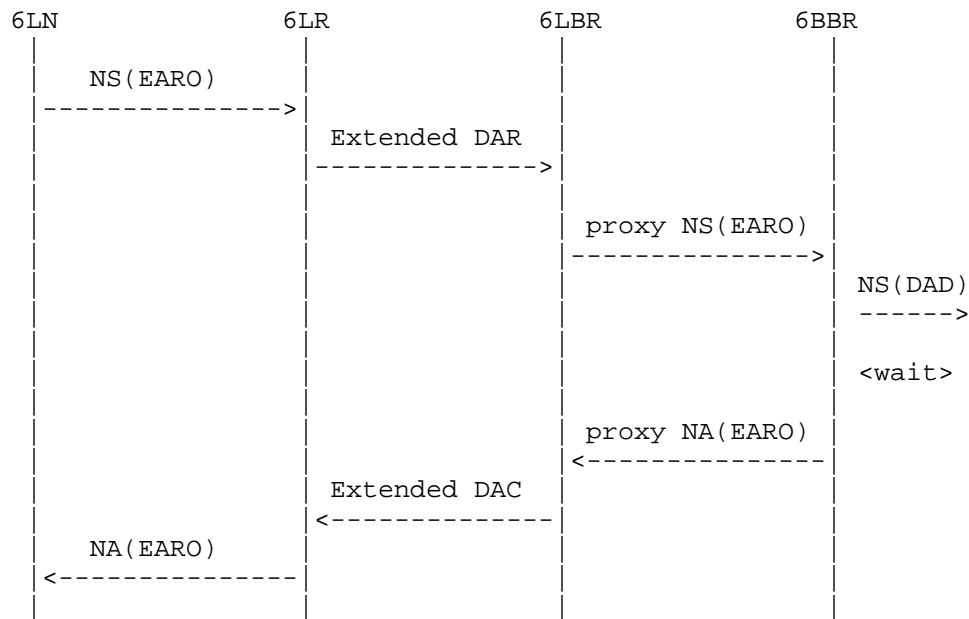 6LN 6LR 6LBR 6BBR
NS(EARO)
Extended DAR
proxy NS(EARO)
NS(DAD)
<wait>
proxy NA(EARO)
Extended DAC
NA(EARO)